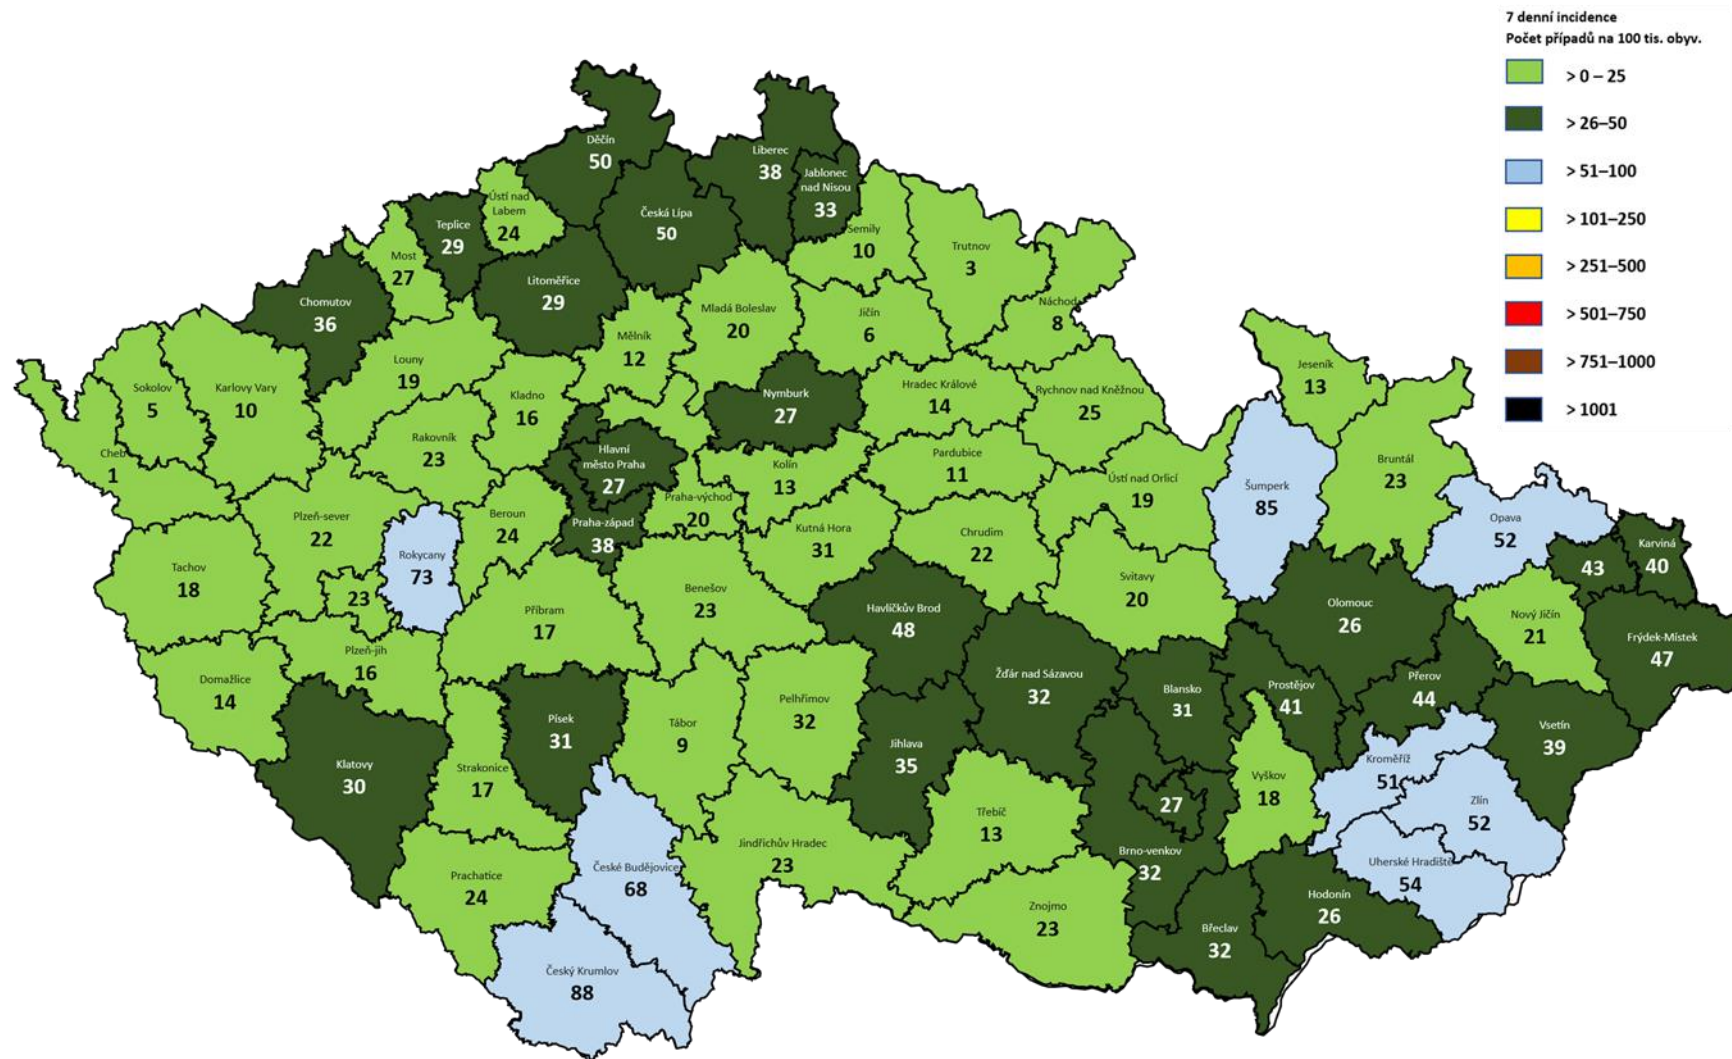 7 denní incidence
Počet případů na 100 tis. obyv.
> 0 – 25
> 26–50
> 51–100
> 101–250
> 251–500
> 501–750
> 751–1000
> 1001
Děčín
50
Liberec
38
Jablonec
nad Nisou
33
Ústí nad
Labem
24
Česká Lípa
50
Teplice
29
Semily
10
Trutnov
3
Most
27
Litoměřice
29
Chomutov
36
Mladá Boleslav
20
Jičín
6
Náchod
8
Mělník
12
Louny
19
Jeseník
13
Sokolov
5
Karlovy Vary
10
Kladno
16
Nymburk
27
Hradec Králové
14
Rychnov nad Kněžnou
25
Rakovník
23
Cheb
1
Hlavní
město Praha
27
Kolín
13
Pardubice
11
Bruntál
23
Ústí nad Orlicí
19
Šumperk
85
Praha-východ
20
Plzeň-sever
22
Beroun
24
Praha-západ
38
Kutná Hora
31
Chrudim
22
Opava
52
Rokycany
73
Karviná
40
43
Tachov
18
23
Svitavy
20
Benešov
23
Příbram
17
Havlíčkův Brod
48
Olomouc
26
Nový Jičín
21
Frýdek-Místek
47
Plzeň-jih
16
Domažlice
14
Žďár nad Sázavou
32
Blansko
31
Prostějov
41
Přerov
44
Pelhřimov
32
Písek
31
Tábor
9
Vsetín
39
Jihlava
35
Klatovy
30
Strakonice
17
Kroměříž
51
Vyškov
18
27
Zlín
52
Třebíč
13
Jindřichův Hradec
23
Brno-venkov
32
Uherské Hradiště
54
České Budějovice
68
Prachatice
24
Hodonín
26
Znojmo
23
Břeclav
32
Český Krumlov
88